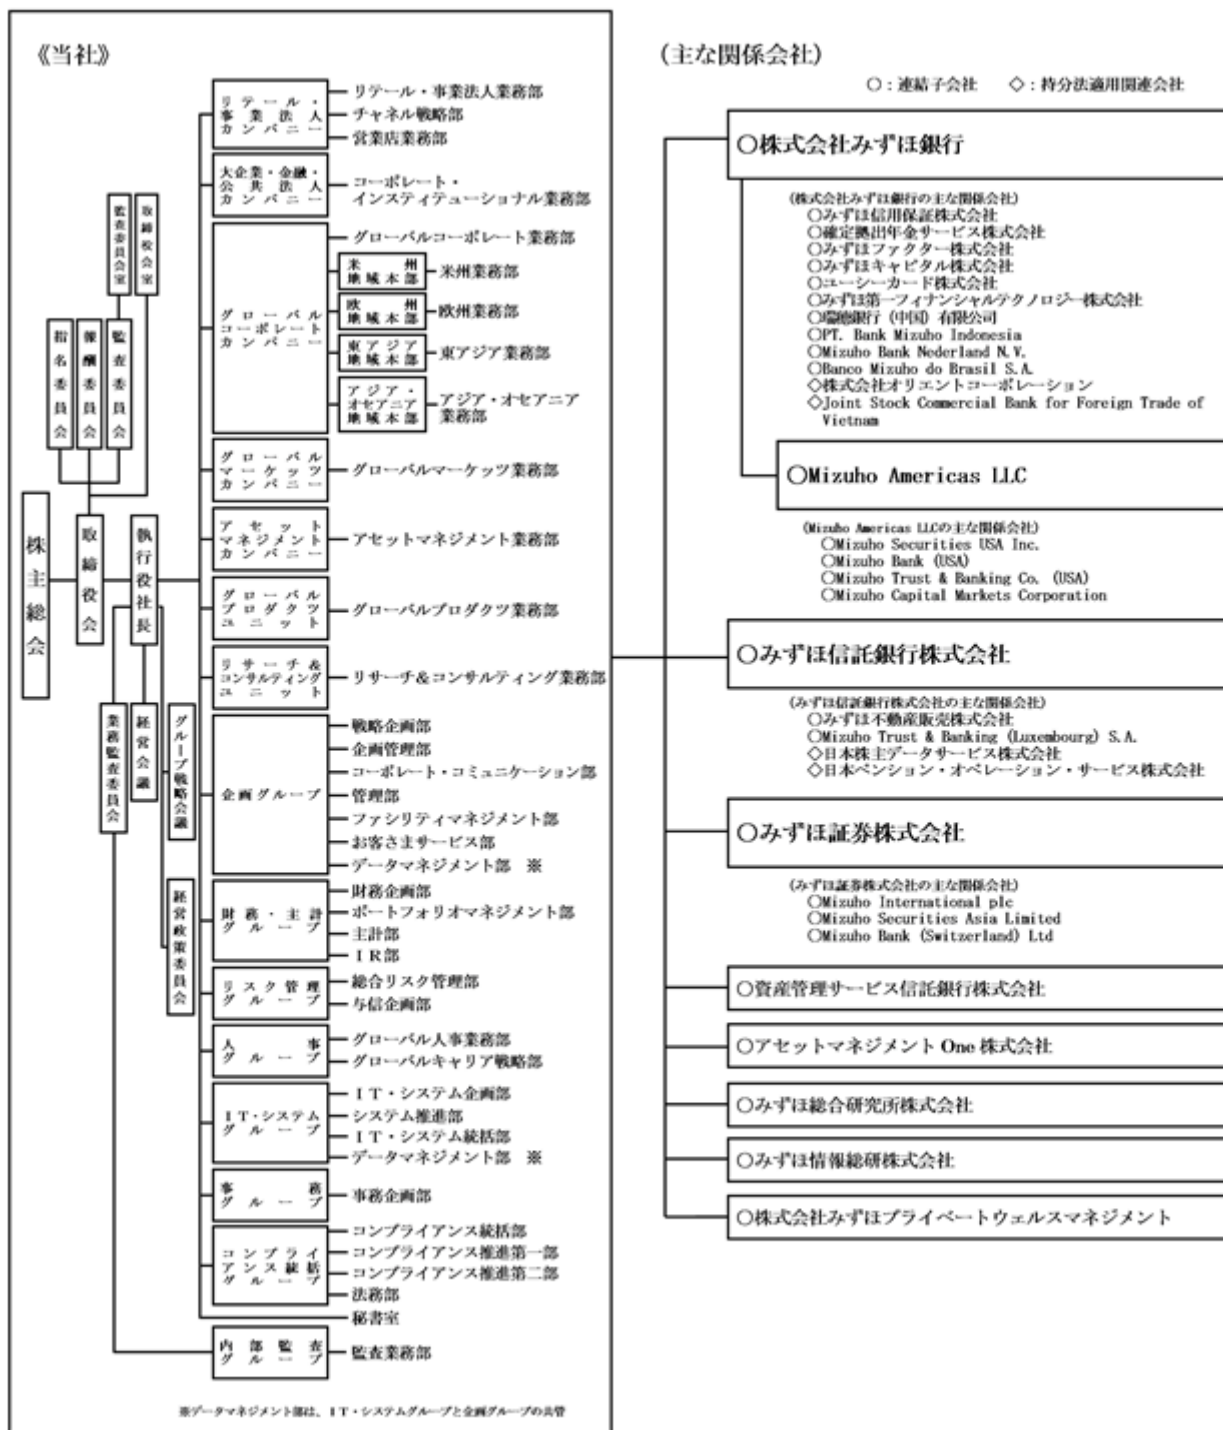 《当社》
監査委員会室
取締役会室
指名委員会
報酬委員会
監査委員会
株主総会
取締役会
執行役社長
業務監査委員会
経営会議
グループ戦略会議
経営政策委員会
リテール・
事業法人
カンパニー
リテール・事業法人業務部
チャネル戦略部
営業店業務部
大企業・金融・
公共法人
カンパニー
コーポレート・
インスティテューショナル業務部
グローバル
コーポレート
カンパニー
グローバルコーポレート業務部
米州
地域本部
米州業務部
欧州
地域本部
欧州業務部
東アジア
地域本部
東アジア業務部
アジア・
オセアニア
地域本部
アジア・オセアニア
業務部
グローバル
マーケッツ
カンパニー
グローバルマーケッツ業務部
アセット
マネジメント
カンパニー
アセットマネジメント業務部
グローバル
プロダクツ
ユニット
グローバルプロダクツ業務部
リサーチ&
コンサルティング
ユニット
リサーチ&コンサルティング業務部
企画グループ
戦略企画部
企画管理部
コーポレート・コミュニケーション部
管理部
ファシリティマネジメント部
お客さまサービス部
データマネジメント部 ※
財務・主計
グループ
財務企画部
ポートフォリオマネジメント部
主計部
IR部
リスク管理
グループ
総合リスク管理部
与信企画部
人事
グループ
グローバル人事業務部
グローバルキャリア戦略部
IT・システム
グループ
IT・システム企画部
システム推進部
IT・システム統括部
データマネジメント部 ※
事務
グループ
事務企画部
コンプライ
アンス統括
グループ
コンプライアンス統括部
コンプライアンス推進第一部
コンプライアンス推進第二部
法務部
秘書室
内部監査
グループ
監査業務部
※データマネジメント部は、IT・システムグループと企画グループの共管
(主な関係会社)
○:連結子会社 ◇:持分法適用関連会社
○株式会社みずほ銀行
(株式会社みずほ銀行の主な関係会社)
○みずほ信用保証株式会社
○確定拠出年金サービス株式会社
○みずほファクター株式会社
○みずほキャピタル株式会社
○ユーシーカード株式会社
○みずほ第一フィナンシャルテクノロジー株式会社
○瑞穂銀行(中国)有限公司
○PT. Bank Mizuho Indonesia
○Mizuho Bank Nederland N.V.
○Banco Mizuho do Brasil S.A.
◇株式会社オリエントコーポレーション
◇Joint Stock Commercial Bank for Foreign Trade of
Vietnam
○Mizuho Americas LLC
(Mizuho Americas LLCの主な関係会社)
○Mizuho Securities USA Inc.
○Mizuho Bank (USA)
○Mizuho Trust & Banking Co. (USA)
○Mizuho Capital Markets Corporation
○みずほ信託銀行株式会社
(みずほ信託銀行株式会社の主な関係会社)
○みずほ不動産販売株式会社
○Mizuho Trust & Banking (Luxembourg) S.A.
◇日本株主データサービス株式会社
◇日本ペンション・オペレーション・サービス株式会社
○みずほ証券株式会社
(みずほ証券株式会社の主な関係会社)
○Mizuho International plc
○Mizuho Securities Asia Limited
○Mizuho Bank (Switzerland) Ltd
○資産管理サービス信託銀行株式会社
○アセットマネジメント One 株式会社
○みずほ総合研究所株式会社
○みずほ情報総研株式会社
○株式会社みずほプライベートウェルスマネジメント